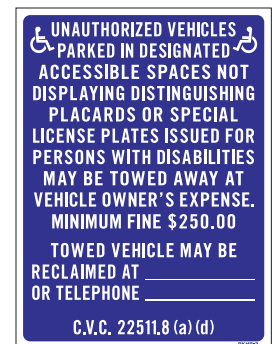 UNAUTHORIZED VEHICLES
PARKED IN DESIGNATED
ACCESSIBLE SPACES NOT
DISPLAYING DISTINGUISHING
PLACARDS OR SPECIAL
LICENSE PLATES ISSUED FOR
PERSONS WITH DISABILITIES
MAY BE TOWED AWAY AT
VEHICLE OWNER'S EXPENSE.
MINIMUM FINE $250.00
TOWED VEHICLE MAY BE
RECLAIMED AT
OR TELEPHONE
C.V.C. 22511.8 (a) (d)